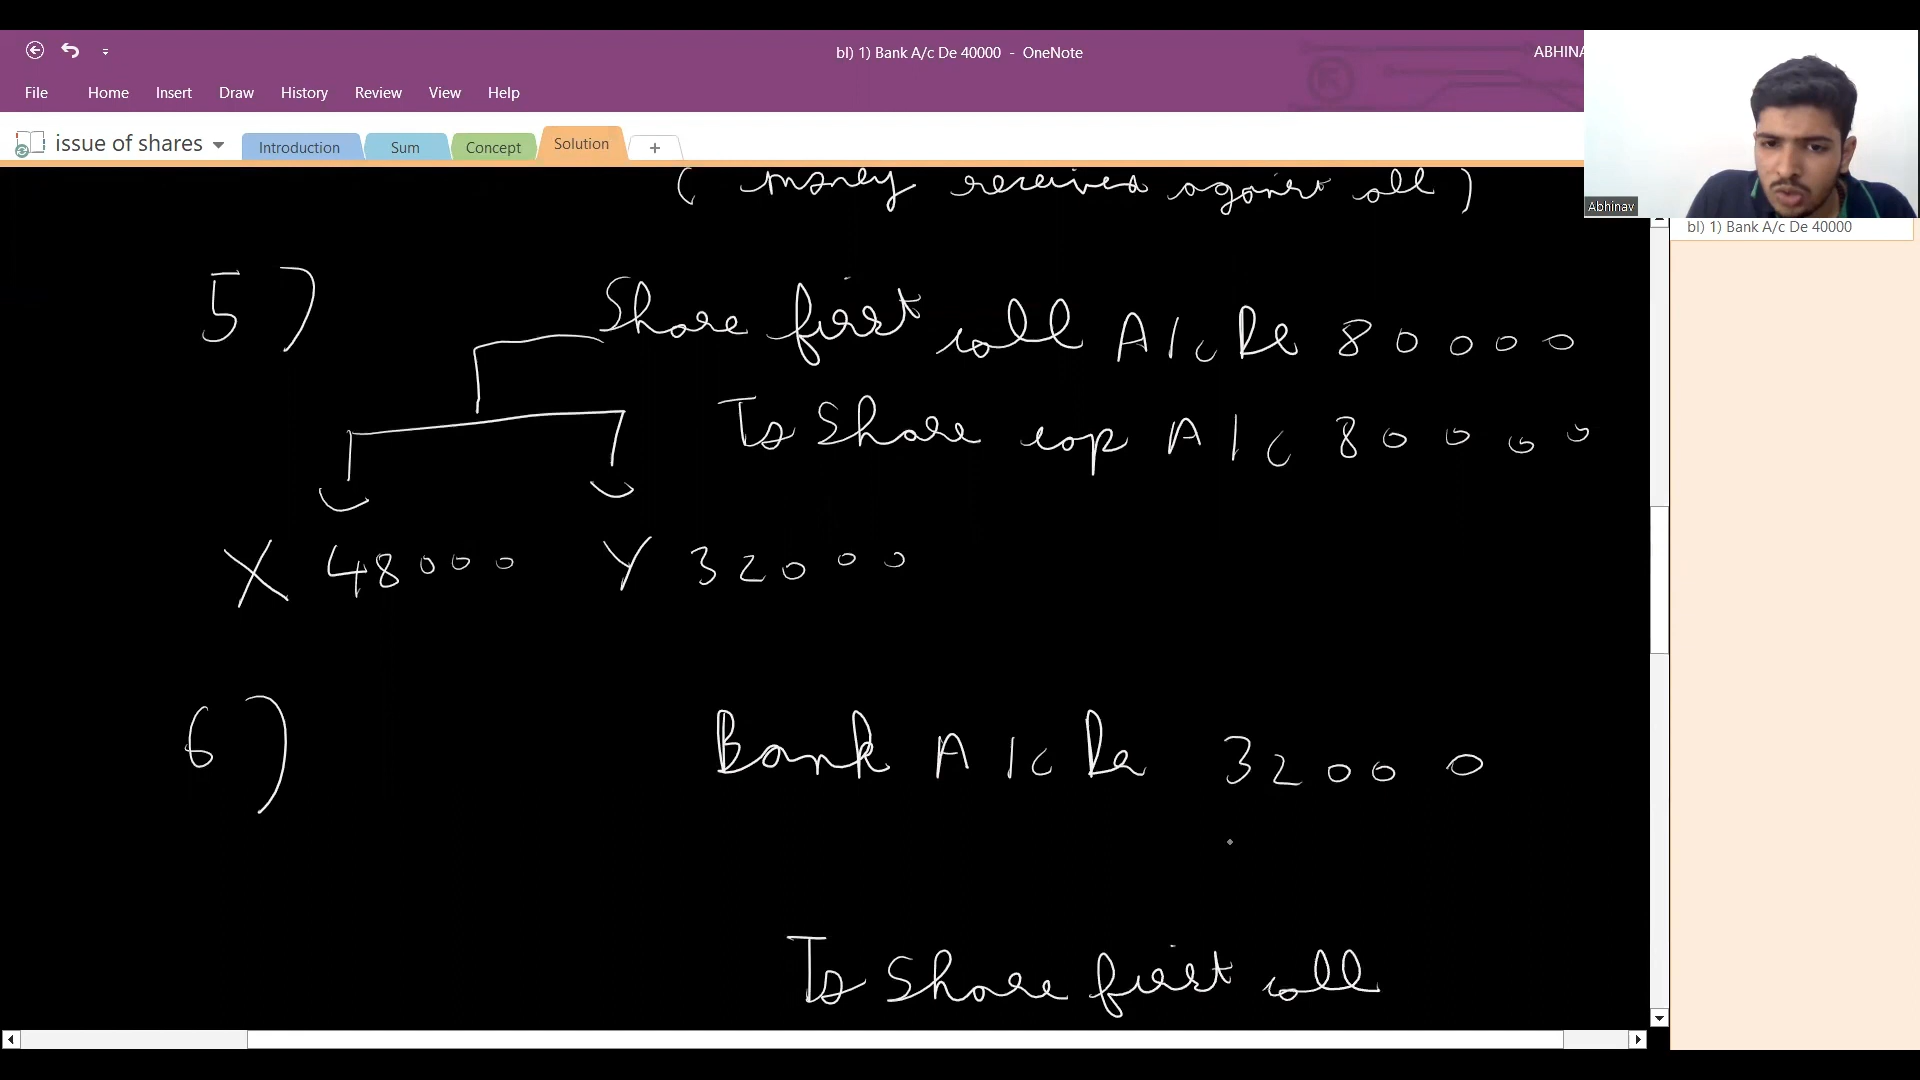 bl) 1) Bank A/c De 40000 - OneNote
ABHINA
File Home Insert Draw History Review View Help
issue of shares Introduction Sum Concept Solution +
Abhinav
bl) 1) Bank A/c De 40000
( money received against call )
5) Share first call A/c De 80000
To Share cap A/c 80000
X 48000 Y 32000
6) Bank A/c De 32000
To Share first call